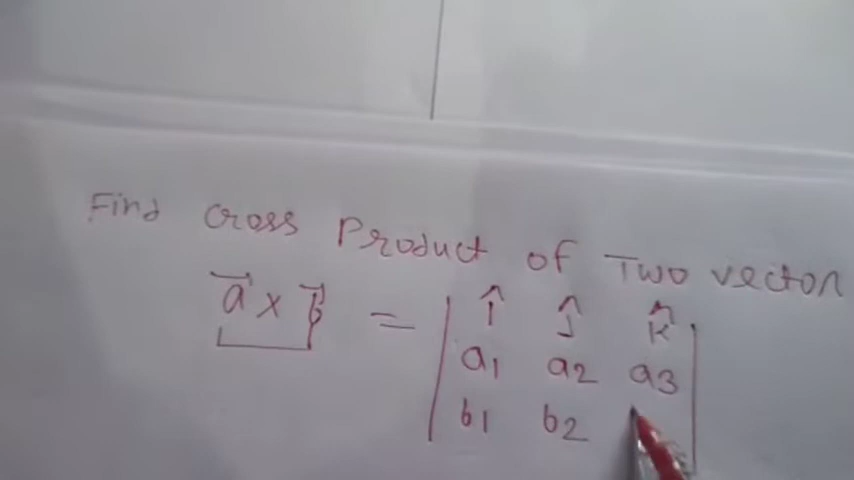 Find Cross Product of Two vector
a⃗ × b⃗ = | î ĵ k̂ |
a1 a2 a3
b1 b2